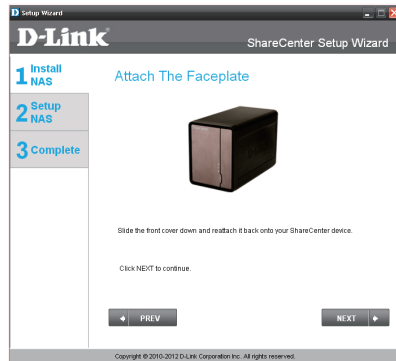 Setup Wizard
D-Link
ShareCenter Setup Wizard
1 Install NAS
2 Setup NAS
3 Complete
Attach The Faceplate
Slide the front cover down and reattach it back onto your ShareCenter device.
Click NEXT to continue.
PREV
NEXT
Copyright © 2010-2012 D-Link Corporation Inc. All rights reserved.